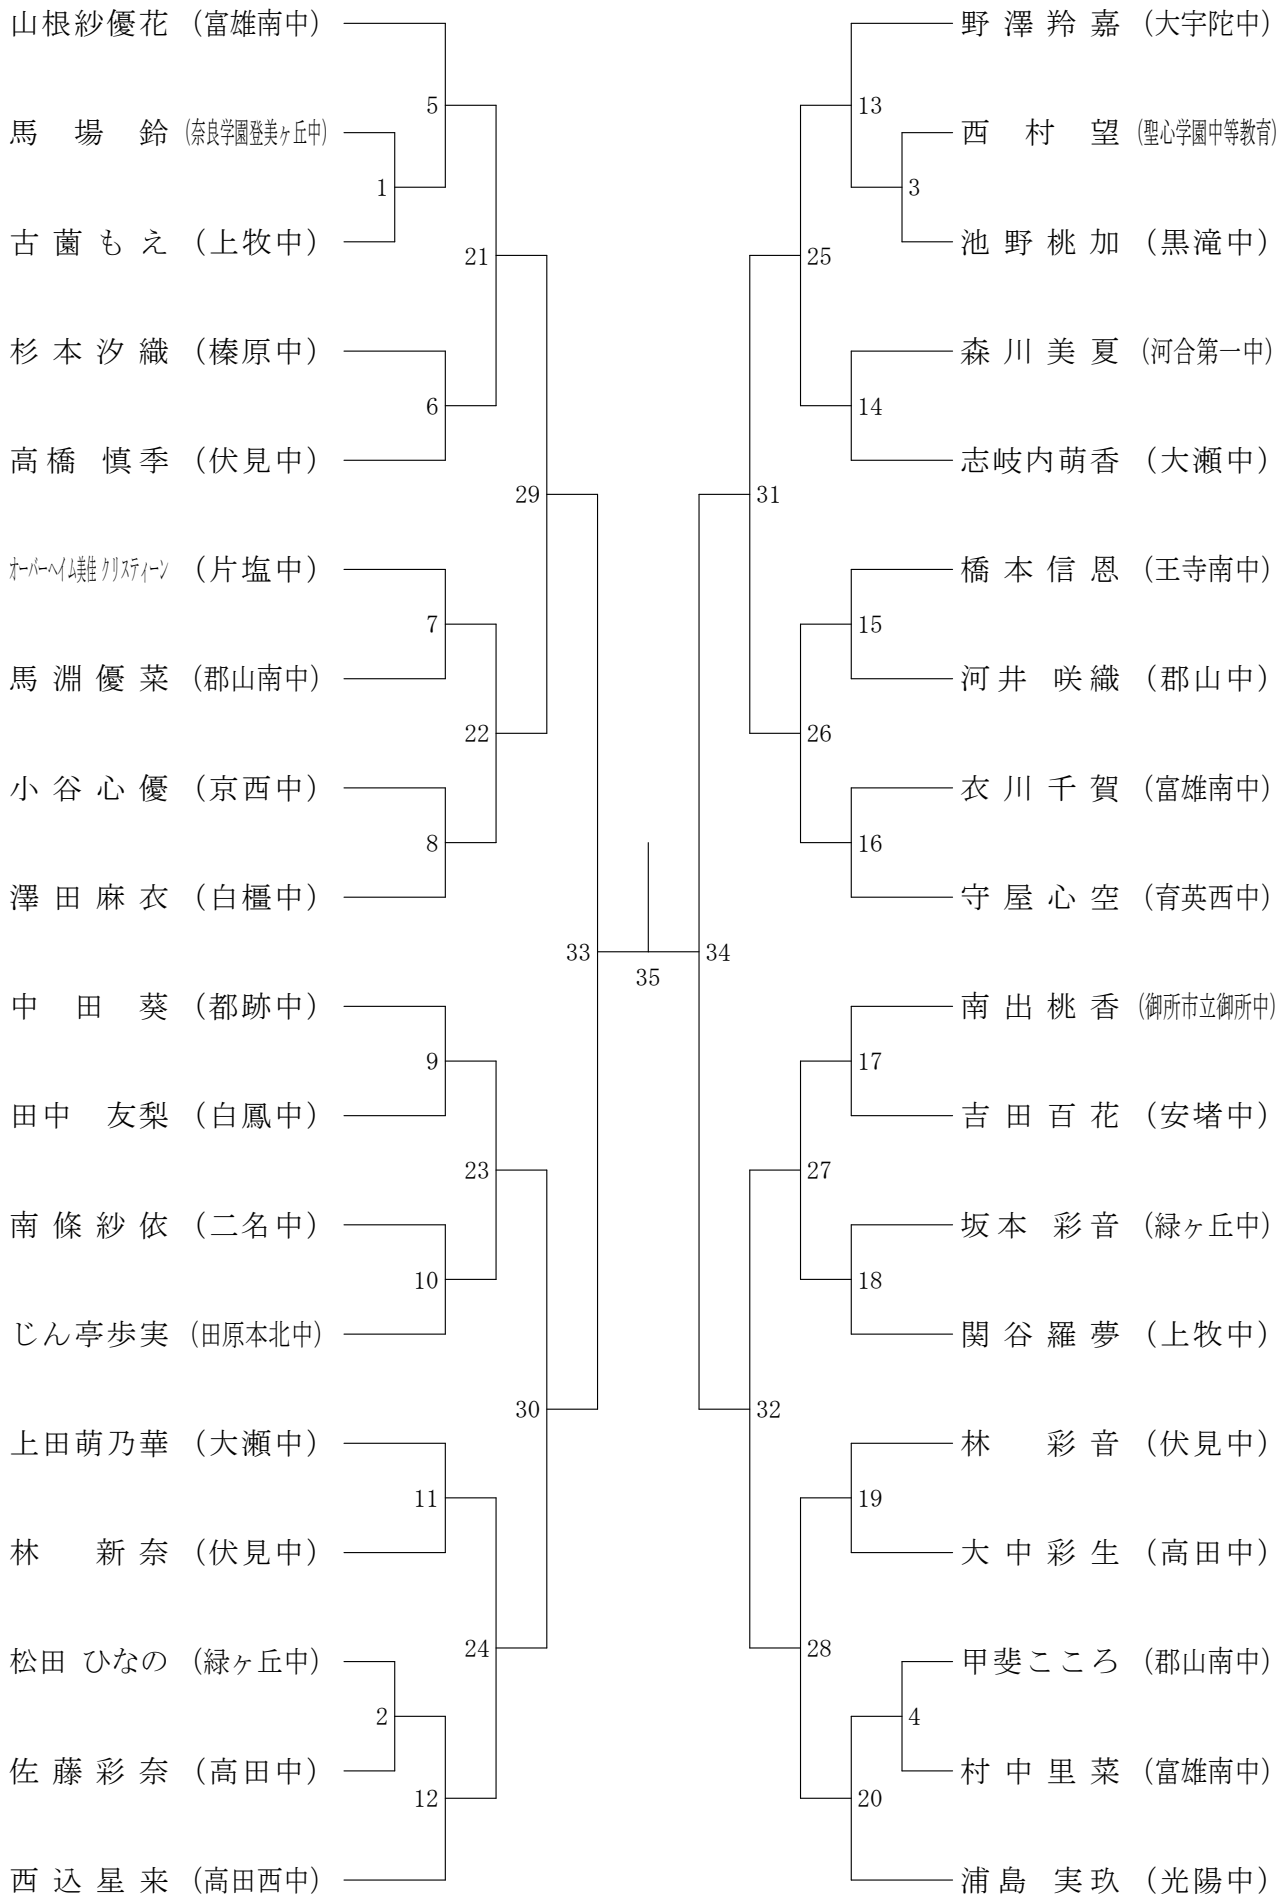 山根紗優花 (富雄南中)
馬場鈴 (奈良学園登美ヶ丘中)
古薗もえ (上牧中)
杉本汐織 (榛原中)
高橋 慎季 (伏見中)
オーバーヘイム美佳 クリスティーン (片塩中)
馬淵優菜 (郡山南中)
小谷心優 (京西中)
澤田麻衣 (白橿中)
中田葵 (都跡中)
田中 友梨 (白鳳中)
南條紗依 (二名中)
じん亭歩実 (田原本北中)
上田萌乃華 (大瀬中)
林 新奈 (伏見中)
松田 ひなの (緑ヶ丘中)
佐藤彩奈 (高田中)
西込星来 (高田西中)
1
2
5
6
7
8
9
10
11
12
21
22
23
24
29
30
33
35
34
31
32
25
26
27
28
13
14
15
16
17
18
19
20
3
4
野澤羚嘉 (大宇陀中)
西村望 (聖心学園中等教育)
池野桃加 (黒滝中)
森川美夏 (河合第一中)
志岐内萌香 (大瀬中)
橋本信恩 (王寺南中)
河井 咲織 (郡山中)
衣川千賀 (富雄南中)
守屋心空 (育英西中)
南出桃香 (御所市立御所中)
吉田百花 (安堵中)
坂本 彩音 (緑ヶ丘中)
関谷羅夢 (上牧中)
林 彩音 (伏見中)
大中彩生 (高田中)
甲斐こころ (郡山南中)
村中里菜 (富雄南中)
浦島 実玖 (光陽中)